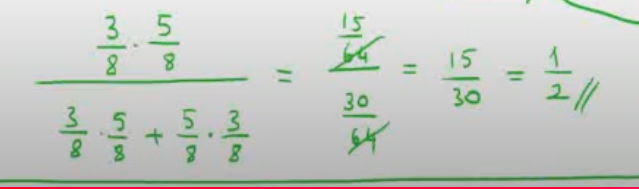 (3/8 · 5/8) / (3/8 · 5/8 + 5/8 · 3/8) = (15/64) / (30/64) = 15/30 = 1/2 //